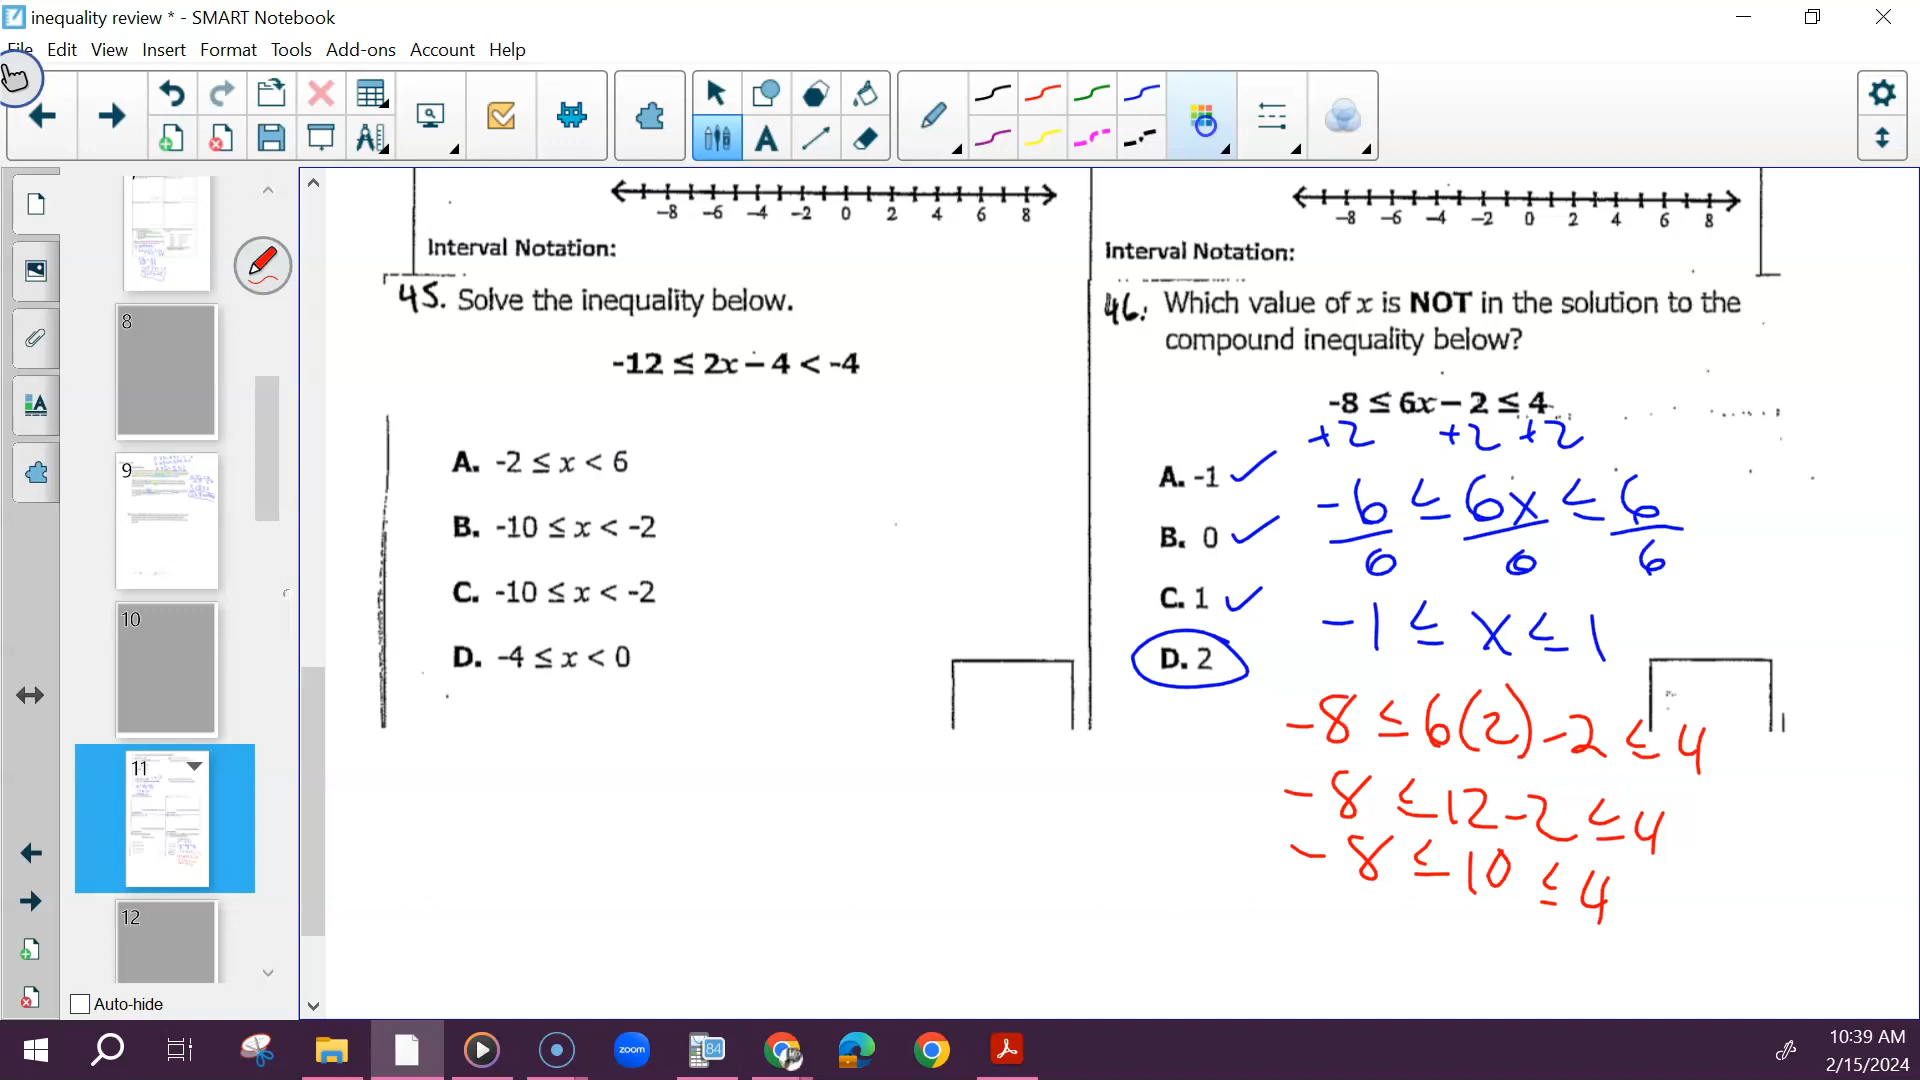 inequality review * - SMART Notebook
File Edit View Insert Format Tools Add-ons Account Help
-8 -6 -4 -2 0 2 4 6 8
Interval Notation:
45. Solve the inequality below.
-12 ≤ 2x - 4 < -4
A. -2 ≤ x < 6
B. -10 ≤ x < -2
C. -10 ≤ x < -2
D. -4 ≤ x < 0
-8 -6 -4 -2 0 2 4 6 8
Interval Notation:
46. Which value of x is NOT in the solution to the
compound inequality below?
-8 ≤ 6x - 2 ≤ 4
+2 +2 +2
A. -1
B. 0
C. 1
D. 2
-6 ≤ 6x ≤ 6
6 6 6
-1 ≤ x ≤ 1
-8 ≤ 6(2) - 2 ≤ 4
-8 ≤ 12 - 2 ≤ 4
-8 ≤ 10 ≤ 4
8
9
10
11
12
Auto-hide
zoom
84
10:39 AM
2/15/2024